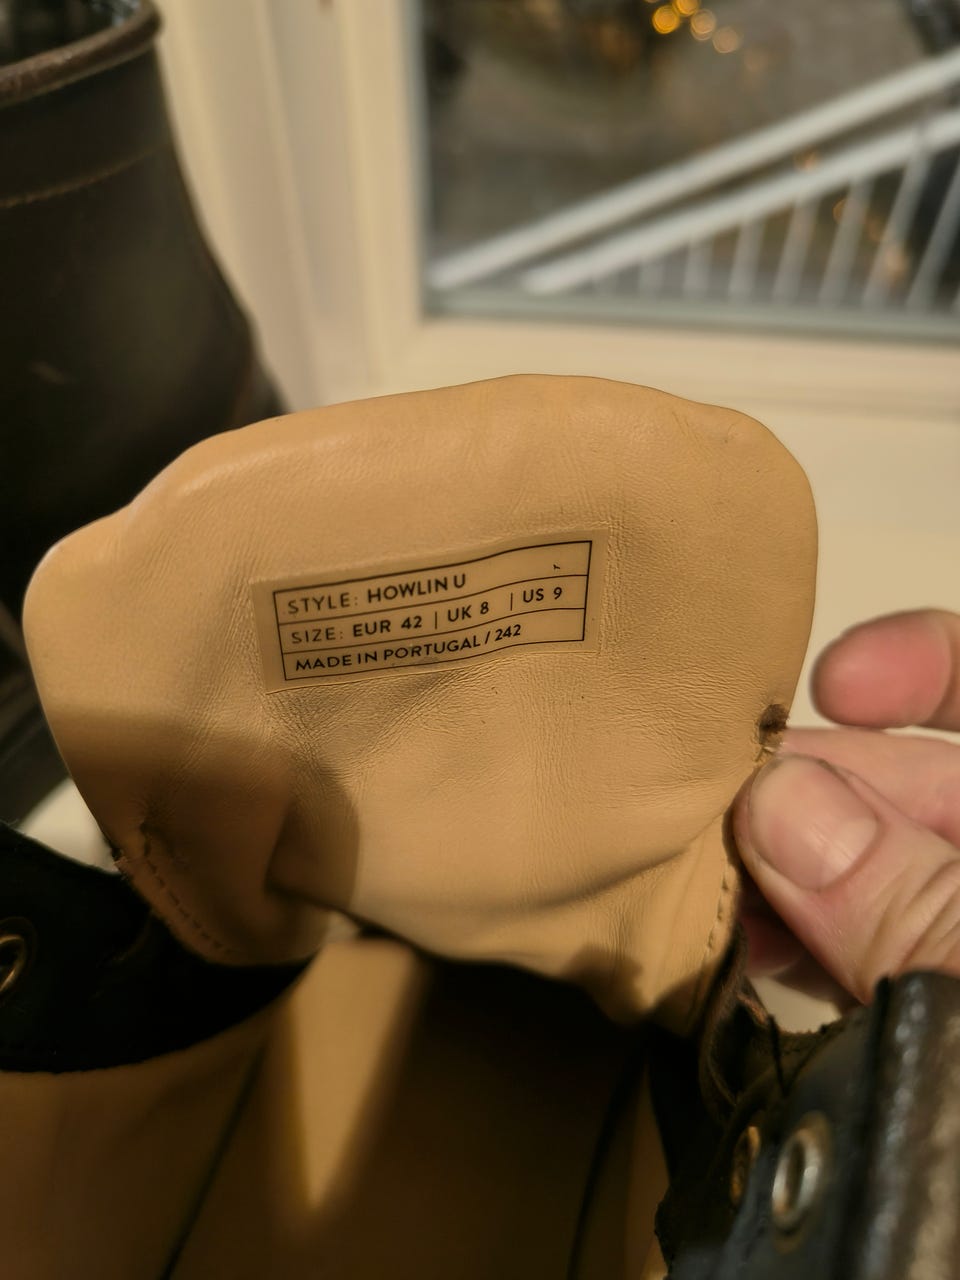 STYLE: HOWLIN U
SIZE: EUR 42 | UK 8 | US 9
MADE IN PORTUGAL / 242